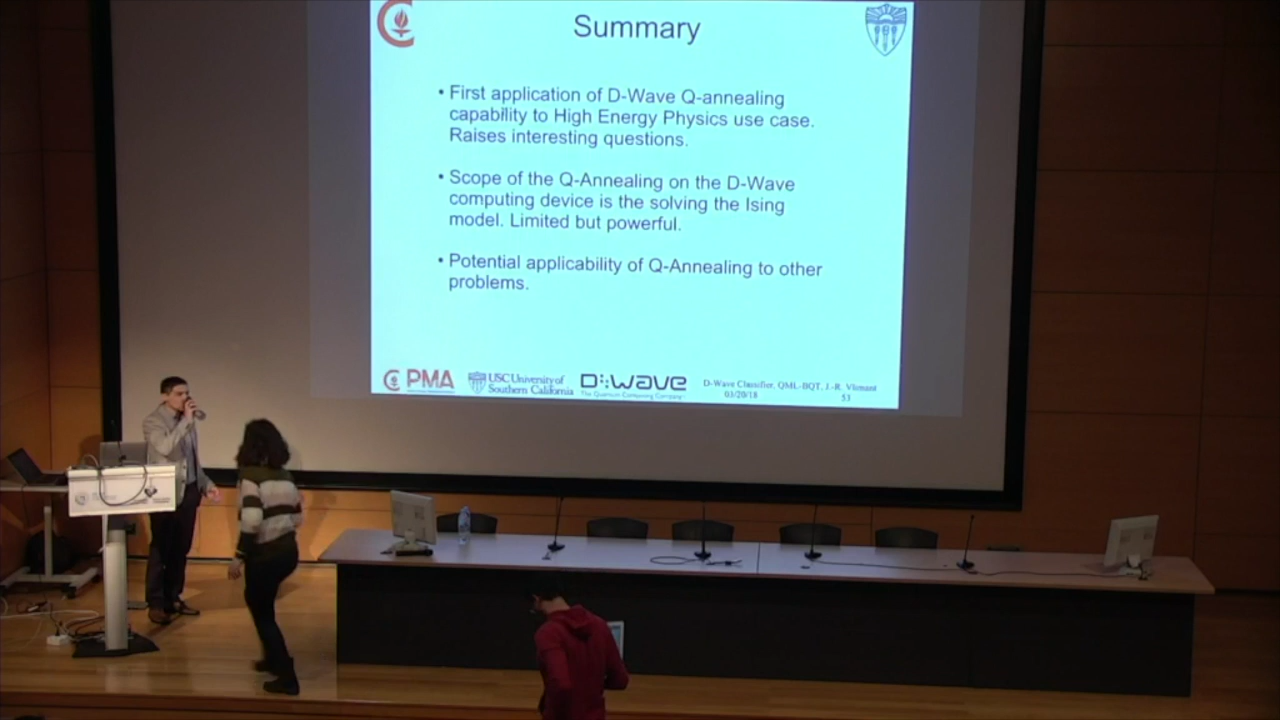 Summary
• First application of D-Wave Q-annealing
capability to High Energy Physics use case.
Raises interesting questions.
• Scope of the Q-Annealing on the D-Wave
computing device is the solving the Ising
model. Limited but powerful.
• Potential applicability of Q-Annealing to other
problems.
PMA
USC University of
Southern California
D:wave
The Quantum Computing Company
D-Wave Classifier, QML-BQT, J.-R. Vlimant
03/20/18
53